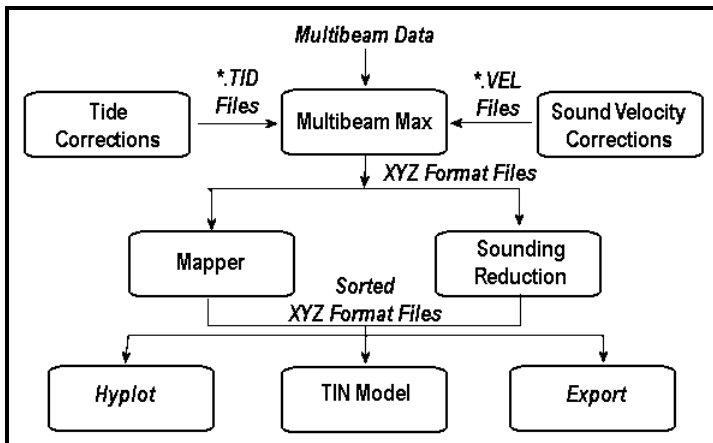 Multibeam Data
*.TID
Files
*.VEL
Files
Tide
Corrections
Multibeam Max
Sound Velocity
Corrections
XYZ Format Files
Mapper
Sounding
Reduction
Sorted
XYZ Format Files
Hyplot
TIN Model
Export